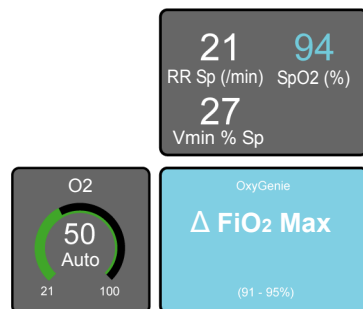 21 94
RR Sp (/min) SpO2 (%)
27
Vmin % Sp
O2
50
Auto
21 100
OxyGenie
Δ FiO2 Max
(91 - 95%)